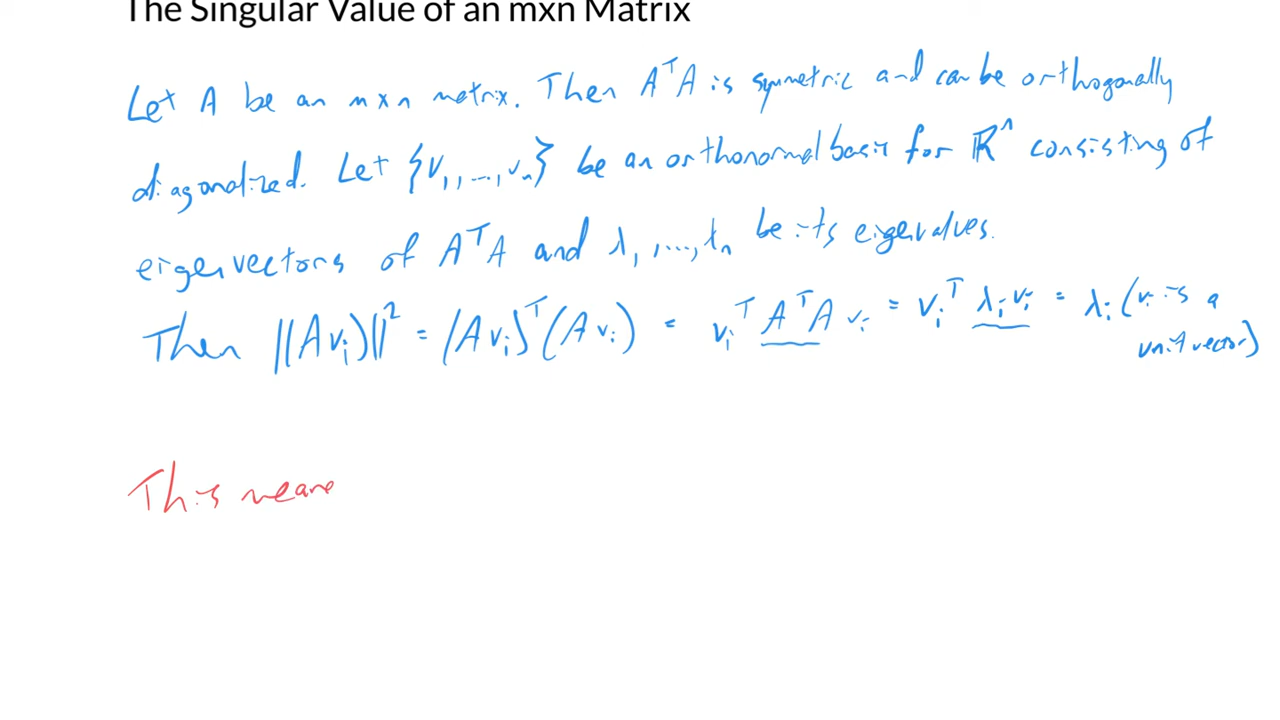 The Singular Value of an mxn Matrix
Let A be an m x n matrix. Then AᵀA is symmetric and can be orthogonally
diagonalized. Let {v₁, ..., vₙ} be an orthonormal basis for ℝⁿ consisting of
eigenvectors of AᵀA and λ₁, ..., λₙ be its eigenvalues.
Then ||(Avᵢ)||² = (Avᵢ)ᵀ(Avᵢ) = vᵢᵀAᵀAvᵢ = vᵢᵀλᵢvᵢ = λᵢ (vᵢ is a
unit vector)
This means